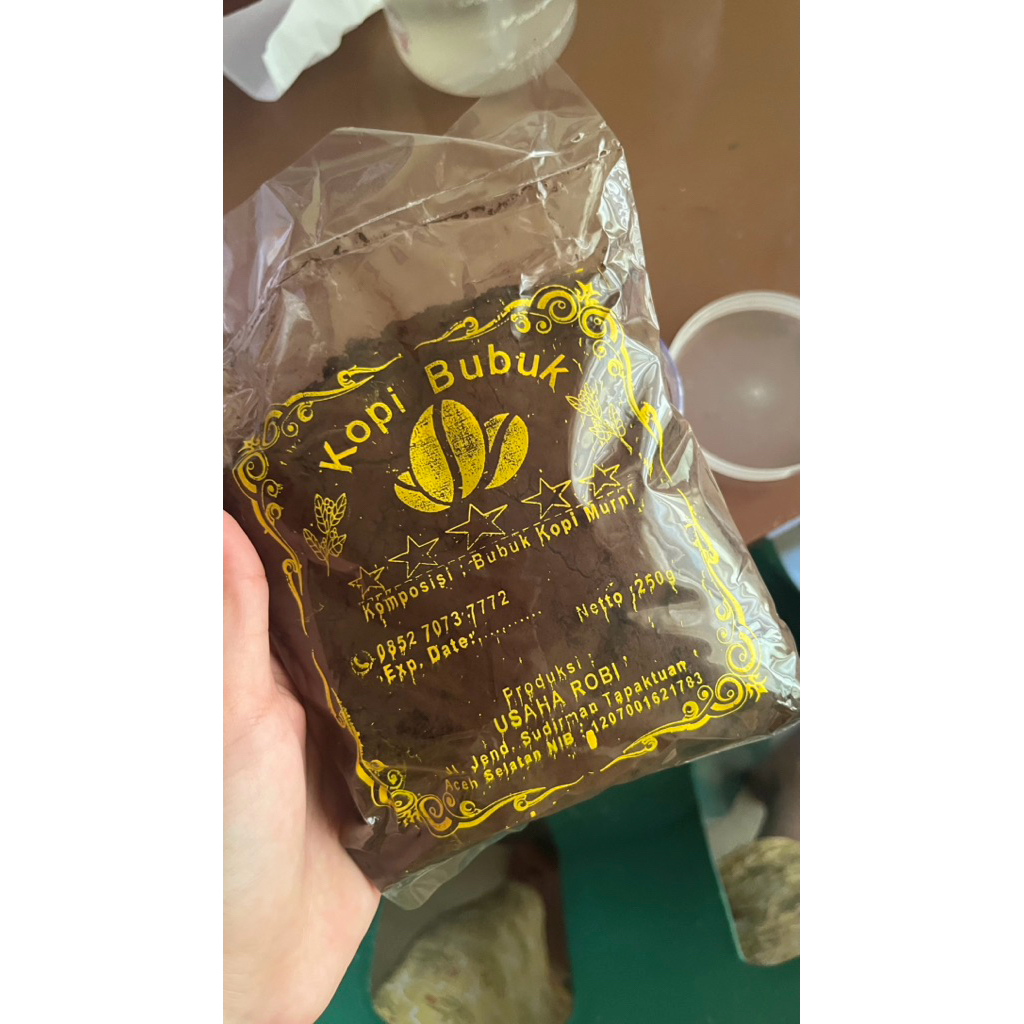 Kopi Bubuk
Komposisi : Bubuk Kopi Murni
0852 7073 7772
Exp. Date:..........
Netto :250g
Produksi :
USAHA ROBI
Jl. Jend. Sudirman Tapaktuan
Aceh Selatan NIB : 1207001621783